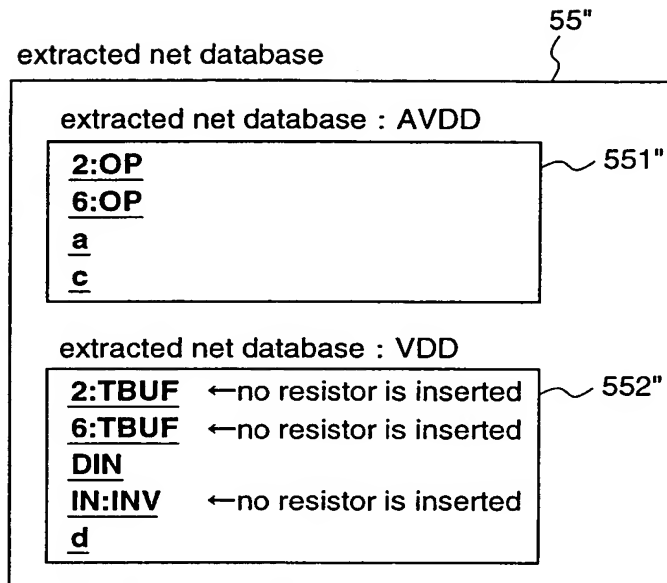 55"
extracted net database
extracted net database : AVDD
551"
2:OP
6:OP
a
c
extracted net database : VDD
552"
2:TBUF ←no resistor is inserted
6:TBUF ←no resistor is inserted
DIN
IN:INV ←no resistor is inserted
d